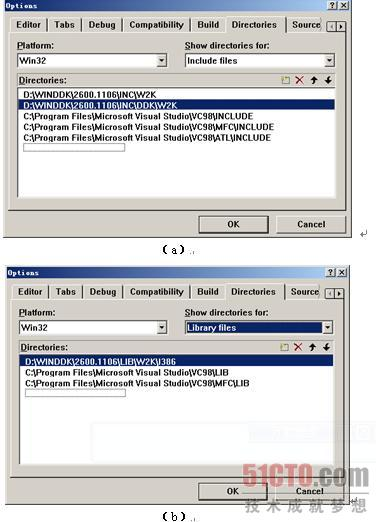 Options
Editor Tabs Debug Compatibility Build Directories Source
Platform: Show directories for:
Win32 Include files
Directories:
D:\WINDDK\2600.1106\INC\W2K
D:\WINDDK\2600.1106\INC\DDK\W2K
C:\Program Files\Microsoft Visual Studio\VC98\INCLUDE
C:\Program Files\Microsoft Visual Studio\VC98\MFC\INCLUDE
C:\Program Files\Microsoft Visual Studio\VC98\ATL\INCLUDE
OK Cancel
(a)
Options
Editor Tabs Debug Compatibility Build Directories Source
Platform: Show directories for:
Win32 Library files
Directories:
D:\WINDDK\2600.1106\LIB\W2K\I386
C:\Program Files\Microsoft Visual Studio\VC98\LIB
C:\Program Files\Microsoft Visual Studio\VC98\MFC\LIB
51CTO.com
OK Cancel
技术成就梦想
(b)